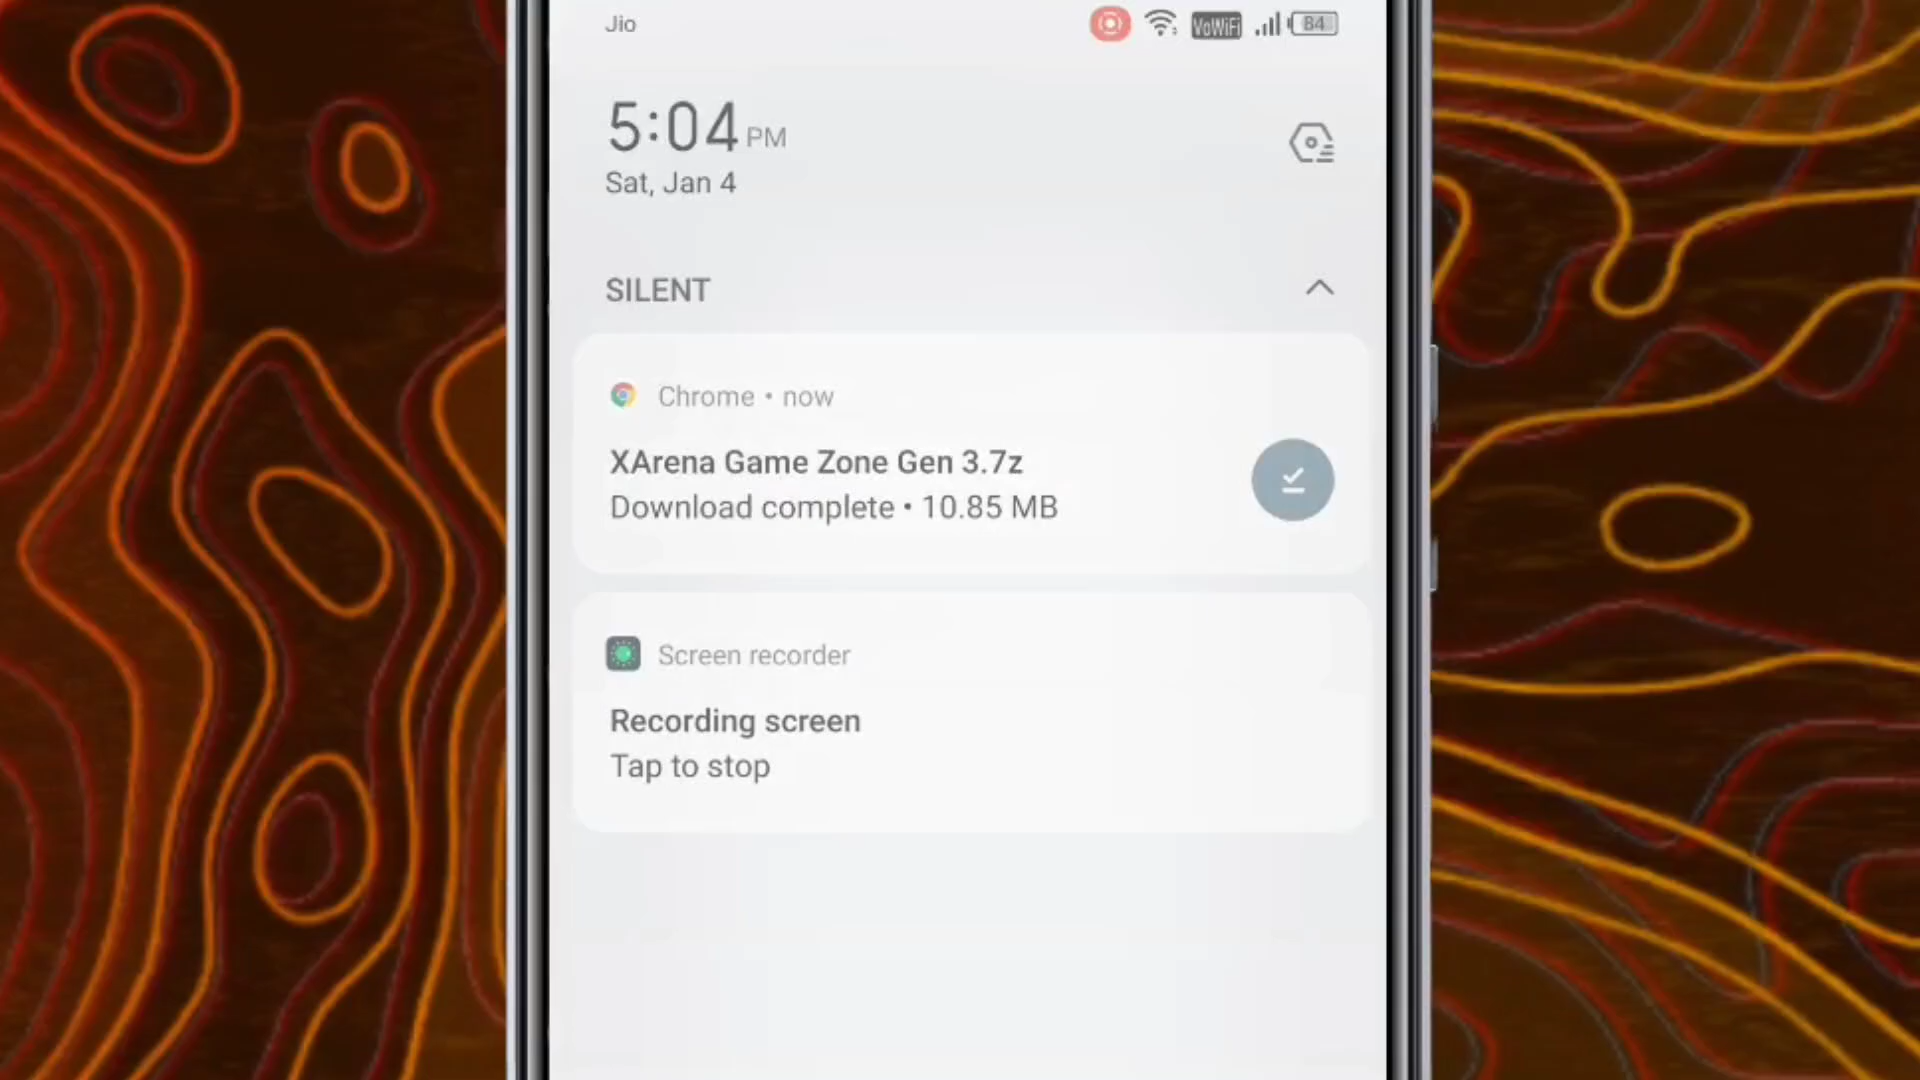 Jio
VoWiFi
84
5:04 PM
Sat, Jan 4
SILENT
Chrome • now
XArena Game Zone Gen 3.7z
Download complete • 10.85 MB
Screen recorder
Recording screen
Tap to stop